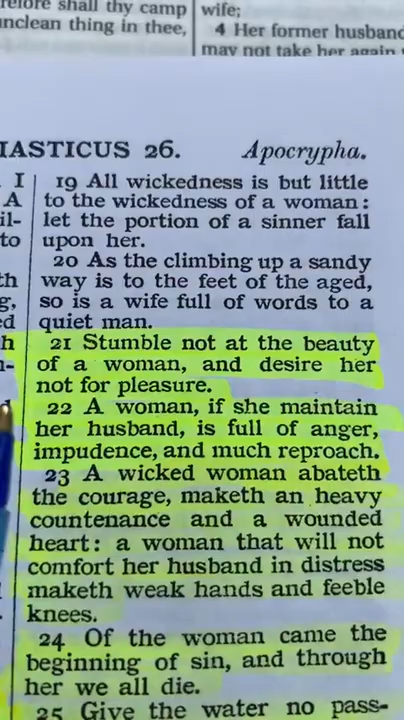 refore shall thy camp
unclean thing in thee,
wife;
4 Her former husband
may not take her again
IASTICUS 26. Apocrypha.
I
A
il-
to
th
g,
ed
h
n-
19 All wickedness is but little
to the wickedness of a woman:
let the portion of a sinner fall
upon her.
20 As the climbing up a sandy
way is to the feet of the aged,
so is a wife full of words to a
quiet man.
21 Stumble not at the beauty
of a woman, and desire her
not for pleasure.
22 A woman, if she maintain
her husband, is full of anger,
impudence, and much reproach.
23 A wicked woman abateth
the courage, maketh an heavy
countenance and a wounded
heart: a woman that will not
comfort her husband in distress
maketh weak hands and feeble
knees.
24 Of the woman came the
beginning of sin, and through
her we all die.
25 Give the water no pass-